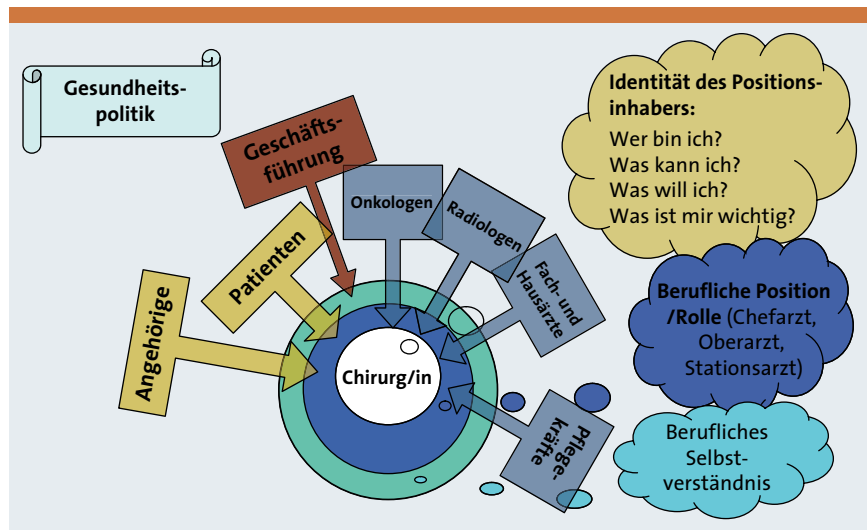 Gesundheits-
politik
Geschäfts-
führung
Onkologen
Radiologen
Fach- und
Hausärzte
Patienten
Angehörige
Chirurg/in
Pflege-
kräfte
Identität des Positions-
inhabers:
Wer bin ich?
Was kann ich?
Was will ich?
Was ist mir wichtig?
Berufliche Position
/Rolle (Chefarzt,
Oberarzt,
Stationsarzt)
Berufliches
Selbst-
verständnis